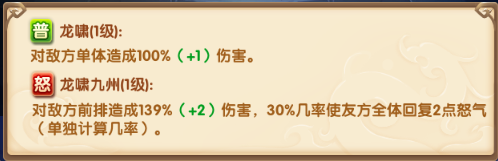 普 龙啸(1级):
对敌方单体造成100%（+1）伤害。
怒 龙啸九州(1级):
对敌方前排造成139%（+2）伤害，30%几率使友方全体回复2点怒气
（单独计算几率）。